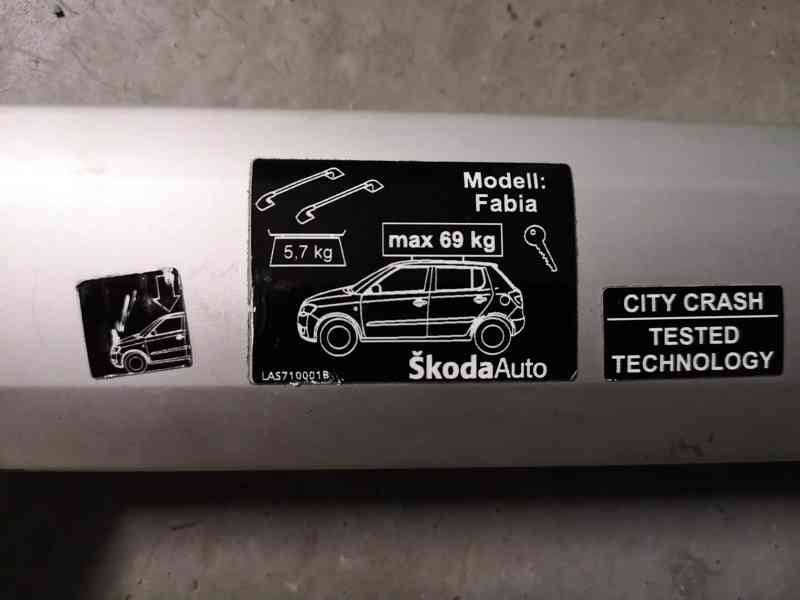 Modell:
Fabia
max 69 kg
5,7 kg
LAS710001B
ŠkodaAuto
CITY CRASH
TESTED
TECHNOLOGY